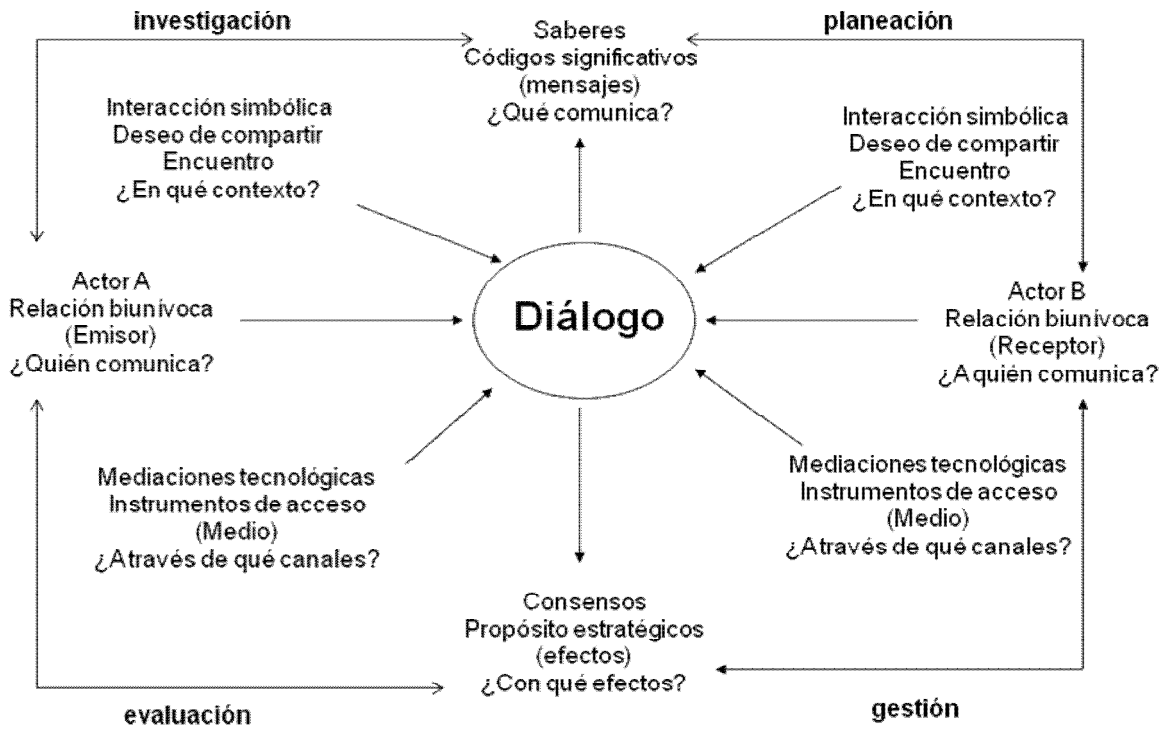 investigación
planeación
Saberes
Códigos significativos
(mensajes)
¿Qué comunica?
Interacción simbólica
Deseo de compartir
Encuentro
¿En qué contexto?
Interacción simbólica
Deseo de compartir
Encuentro
¿En qué contexto?
Actor A
Relación biunívoca
(Emisor)
¿Quién comunica?
Diálogo
Actor B
Relación biunívoca
(Receptor)
¿A quién comunica?
Mediaciones tecnológicas
Instrumentos de acceso
(Medio)
¿Através de qué canales?
Mediaciones tecnológicas
Instrumentos de acceso
(Medio)
¿Através de qué canales?
Consensos
Propósito estratégicos
(efectos)
¿Con qué efectos?
evaluación
gestión